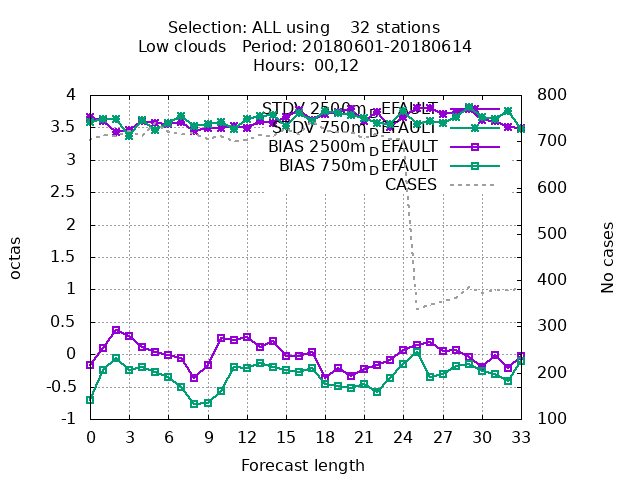 Selection: ALL using 32 stations
Low clouds Period: 20180601-20180614
Hours: 00,12
STDV 2500m_DEFAULT
STDV 750m_DEFAULT
BIAS 2500m_DEFAULT
BIAS 750m_DEFAULT
CASES
octas
4
3.5
3
2.5
2
1.5
1
0.5
0
-0.5
-1
800
700
600
500
400
300
200
100
No cases
0 3 6 9 12 15 18 21 24 27 30 33
Forecast length